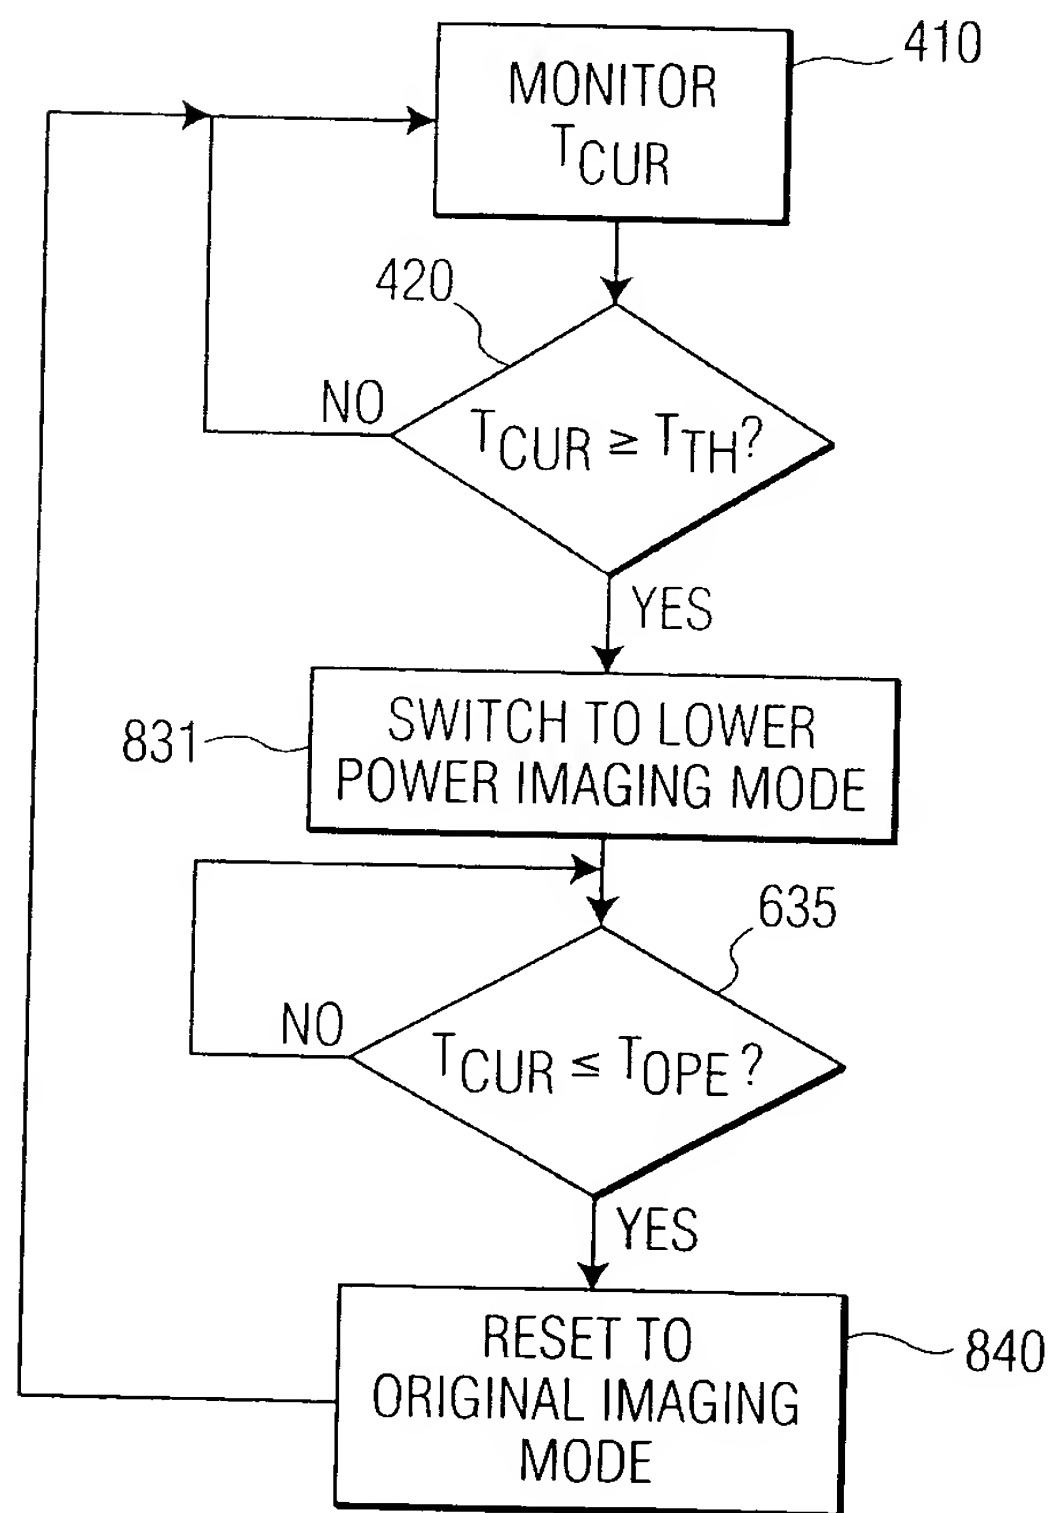 410
MONITOR
TCUR
420
NO
TCUR ≥ TTH?
YES
831
SWITCH TO LOWER
POWER IMAGING MODE
635
NO
TCUR ≤ TOPE ?
YES
RESET TO
ORIGINAL IMAGING
MODE
840